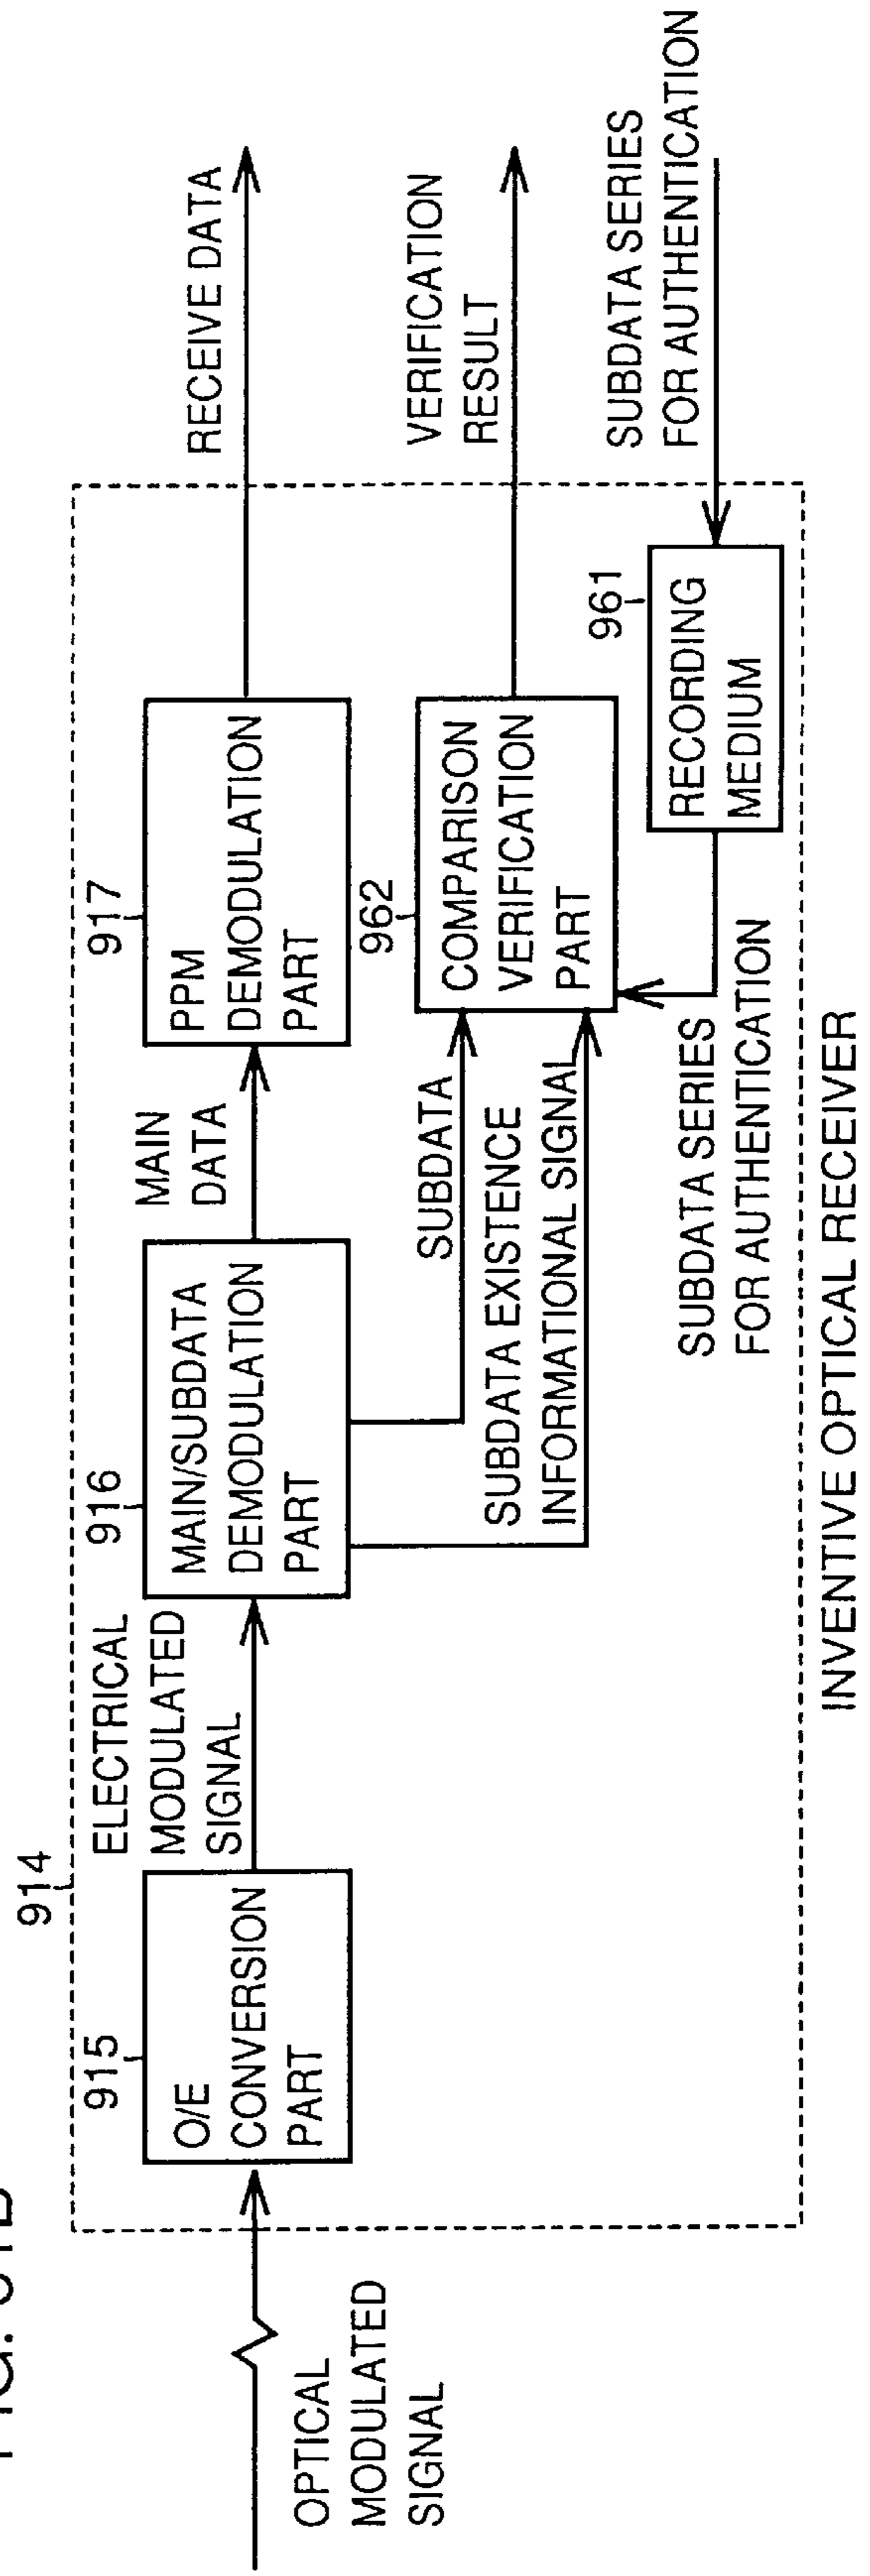 914
915
O/E
CONVERSION
PART
OPTICAL
MODULATED
SIGNAL
ELECTRICAL
MODULATED
SIGNAL
916
MAIN/SUBDATA
DEMODULATION
PART
MAIN
DATA
917
PPM
DEMODULATION
PART
RECEIVE DATA
SUBDATA
SUBDATA EXISTENCE
INFORMATIONAL SIGNAL
962
COMPARISON
VERIFICATION
PART
VERIFICATION
RESULT
961
RECORDING
MEDIUM
SUBDATA SERIES
FOR AUTHENTICATION
SUBDATA SERIES
FOR AUTHENTICATION
INVENTIVE OPTICAL RECEIVER